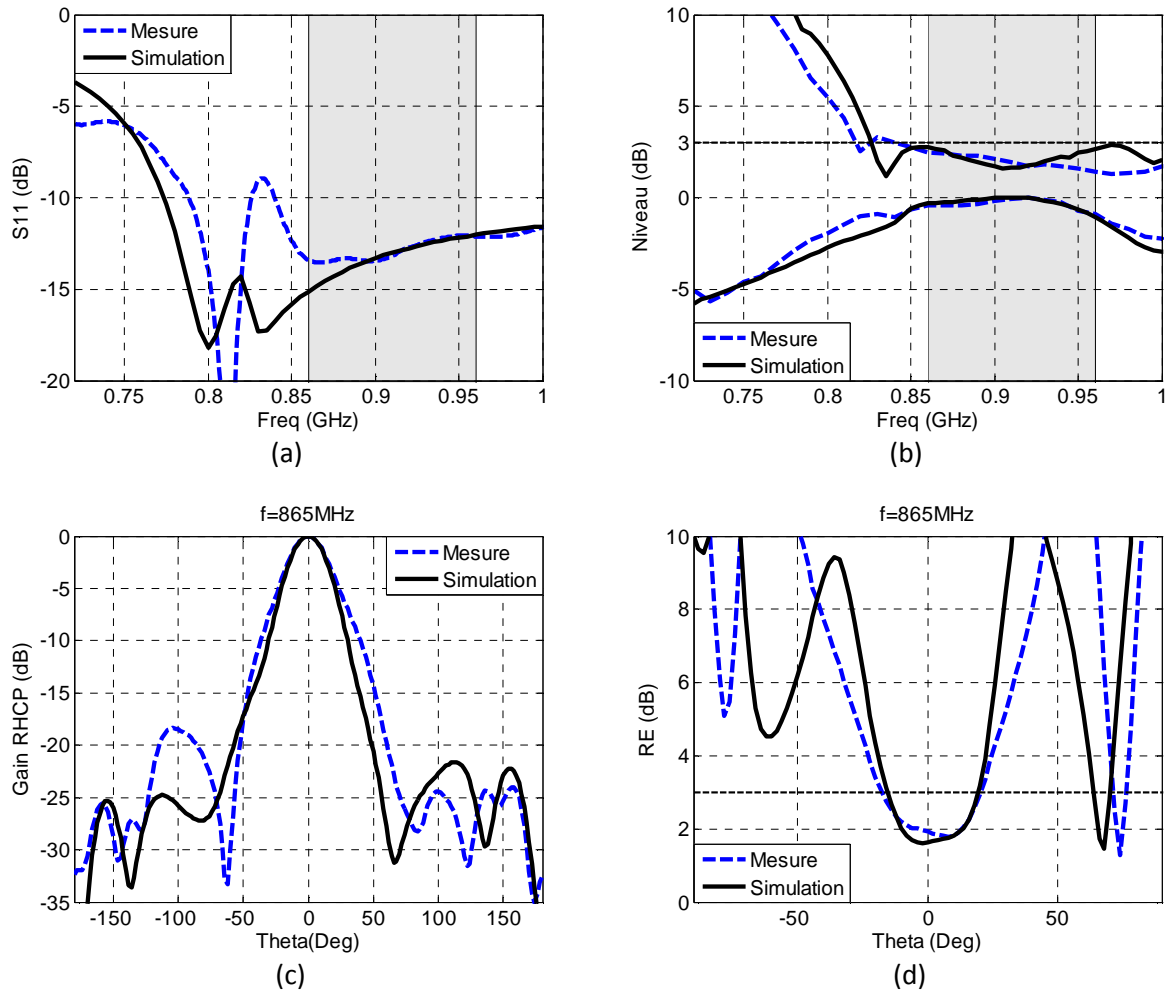 0
Mesure
Simulation
-5
-10
-15
-20
S11 (dB)
0.75 0.8 0.85 0.9 0.95 1
Freq (GHz)
(a)
10
5
3
0
-5
-10
Niveau (dB)
Mesure
Simulation
0.75 0.8 0.85 0.9 0.95 1
Freq (GHz)
(b)
f=865MHz
0
Mesure
Simulation
-5
-10
-15
-20
-25
-30
-35
Gain RHCP (dB)
-150 -100 -50 0 50 100 150
Theta(Deg)
(c)
f=865MHz
10
8
6
4
2
0
RE (dB)
Mesure
Simulation
-50 0 50
Theta (Deg)
(d)